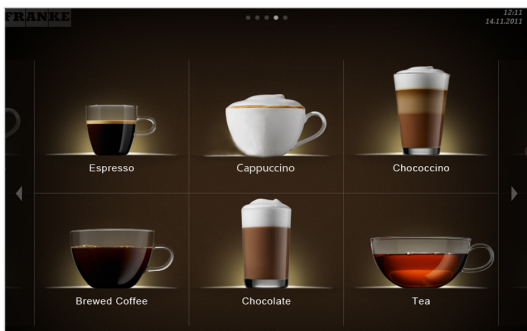 FRANKE
12:11
14.11.2011
Espresso
Cappuccino
Chococcino
Brewed Coffee
Chocolate
Tea